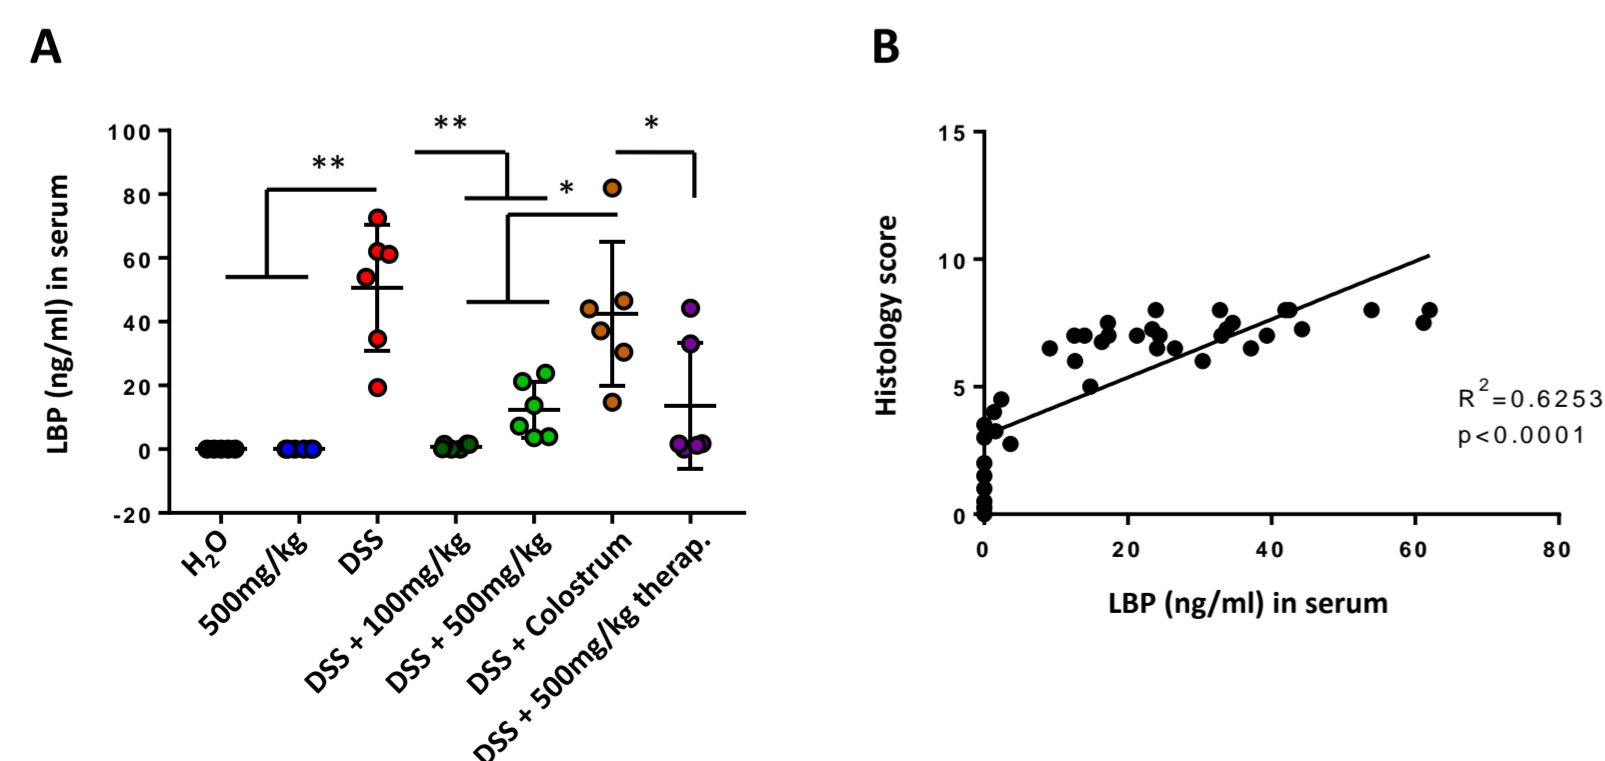 A
B
LBP (ng/ml) in serum
100
80
60
40
20
0
-20
**
**
*
*
H₂O
500mg/kg
DSS
DSS + 100mg/kg
DSS + 500mg/kg
DSS + Colostrum
DSS + 500mg/kg therap.
Histology score
15
10
5
0
R²=0.6253
p<0.0001
0
20
40
60
80
LBP (ng/ml) in serum